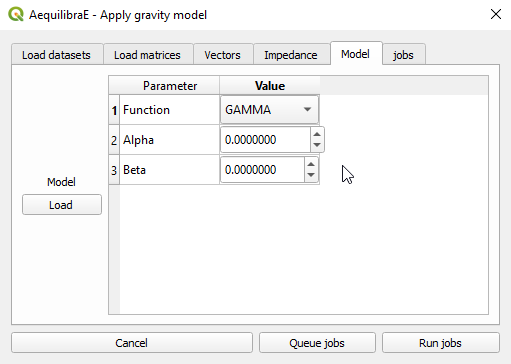 AequilibraE - Apply gravity model
Load datasets Load matrices Vectors Impedance Model jobs
Parameter Value
1 Function GAMMA
2 Alpha 0.0000000
3 Beta 0.0000000
Model
Load
Cancel Queue jobs Run jobs